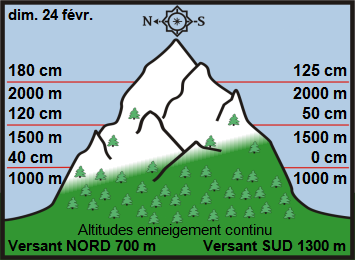 dim. 24 févr.
N S
180 cm 125 cm
2000 m 2000 m
120 cm 50 cm
1500 m 1500 m
40 cm 0 cm
1000 m 1000 m
Altitudes enneigement continu
Versant NORD 700 m Versant SUD 1300 m